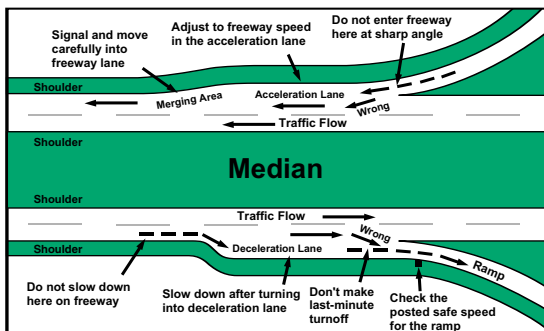 Signal and move
carefully into
freeway lane
Adjust to freeway speed
in the acceleration lane
Do not enter freeway
here at sharp angle
Shoulder
Merging Area
Acceleration Lane
Wrong
Traffic Flow
Shoulder
Median
Shoulder
Traffic Flow
Shoulder
Deceleration Lane
Wrong
Ramp
Do not slow down
here on freeway
Slow down after turning
into deceleration lane
Don't make
last-minute
turnoff
Check the
posted safe speed
for the ramp